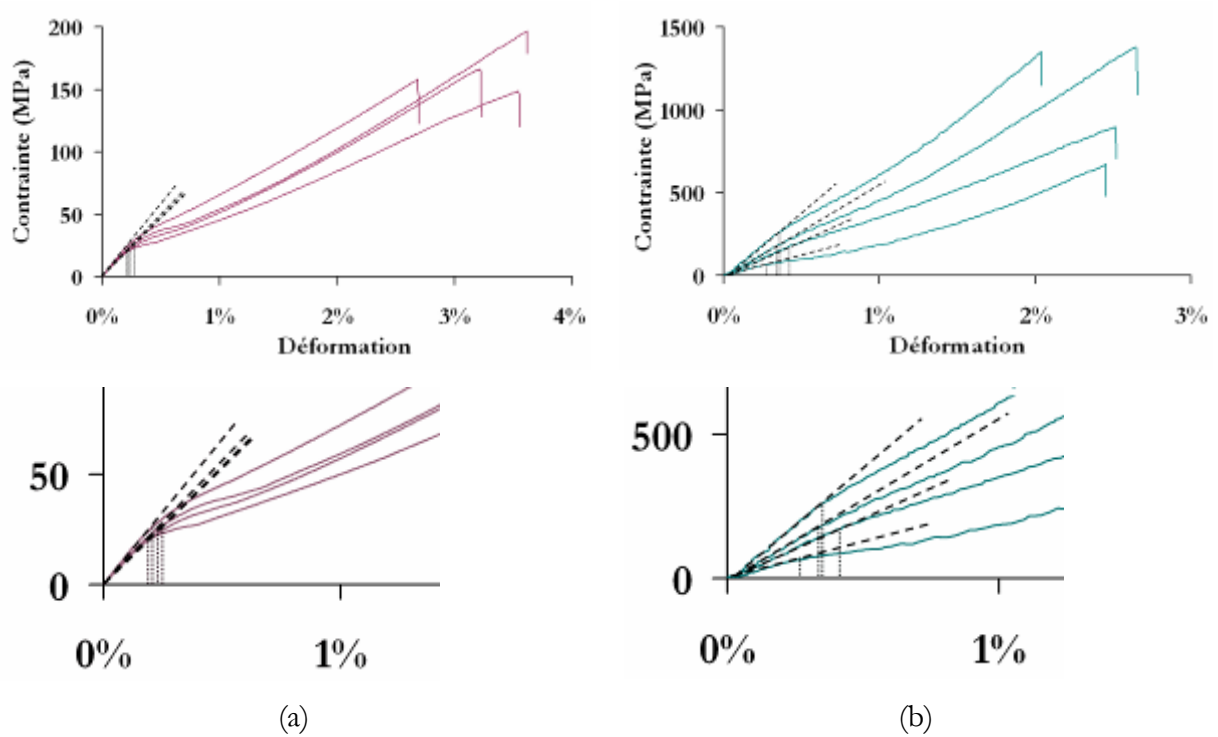 200
150
100
50
0
Contrainte (MPa)
0% 1% 2% 3% 4%
Déformation
1500
1000
500
0
Contrainte (MPa)
0% 1% 2% 3%
Déformation
50
0
0% 1%
500
0
0% 1%
(a) (b)